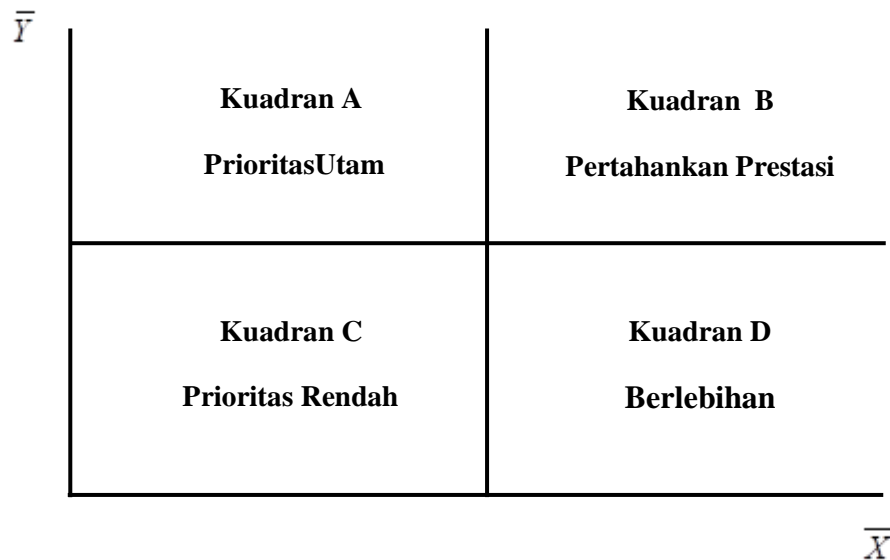 Y̅
Kuadran A
PrioritasUtam
Kuadran B
Pertahankan Prestasi
Kuadran C
Prioritas Rendah
Kuadran D
Berlebihan
X̅